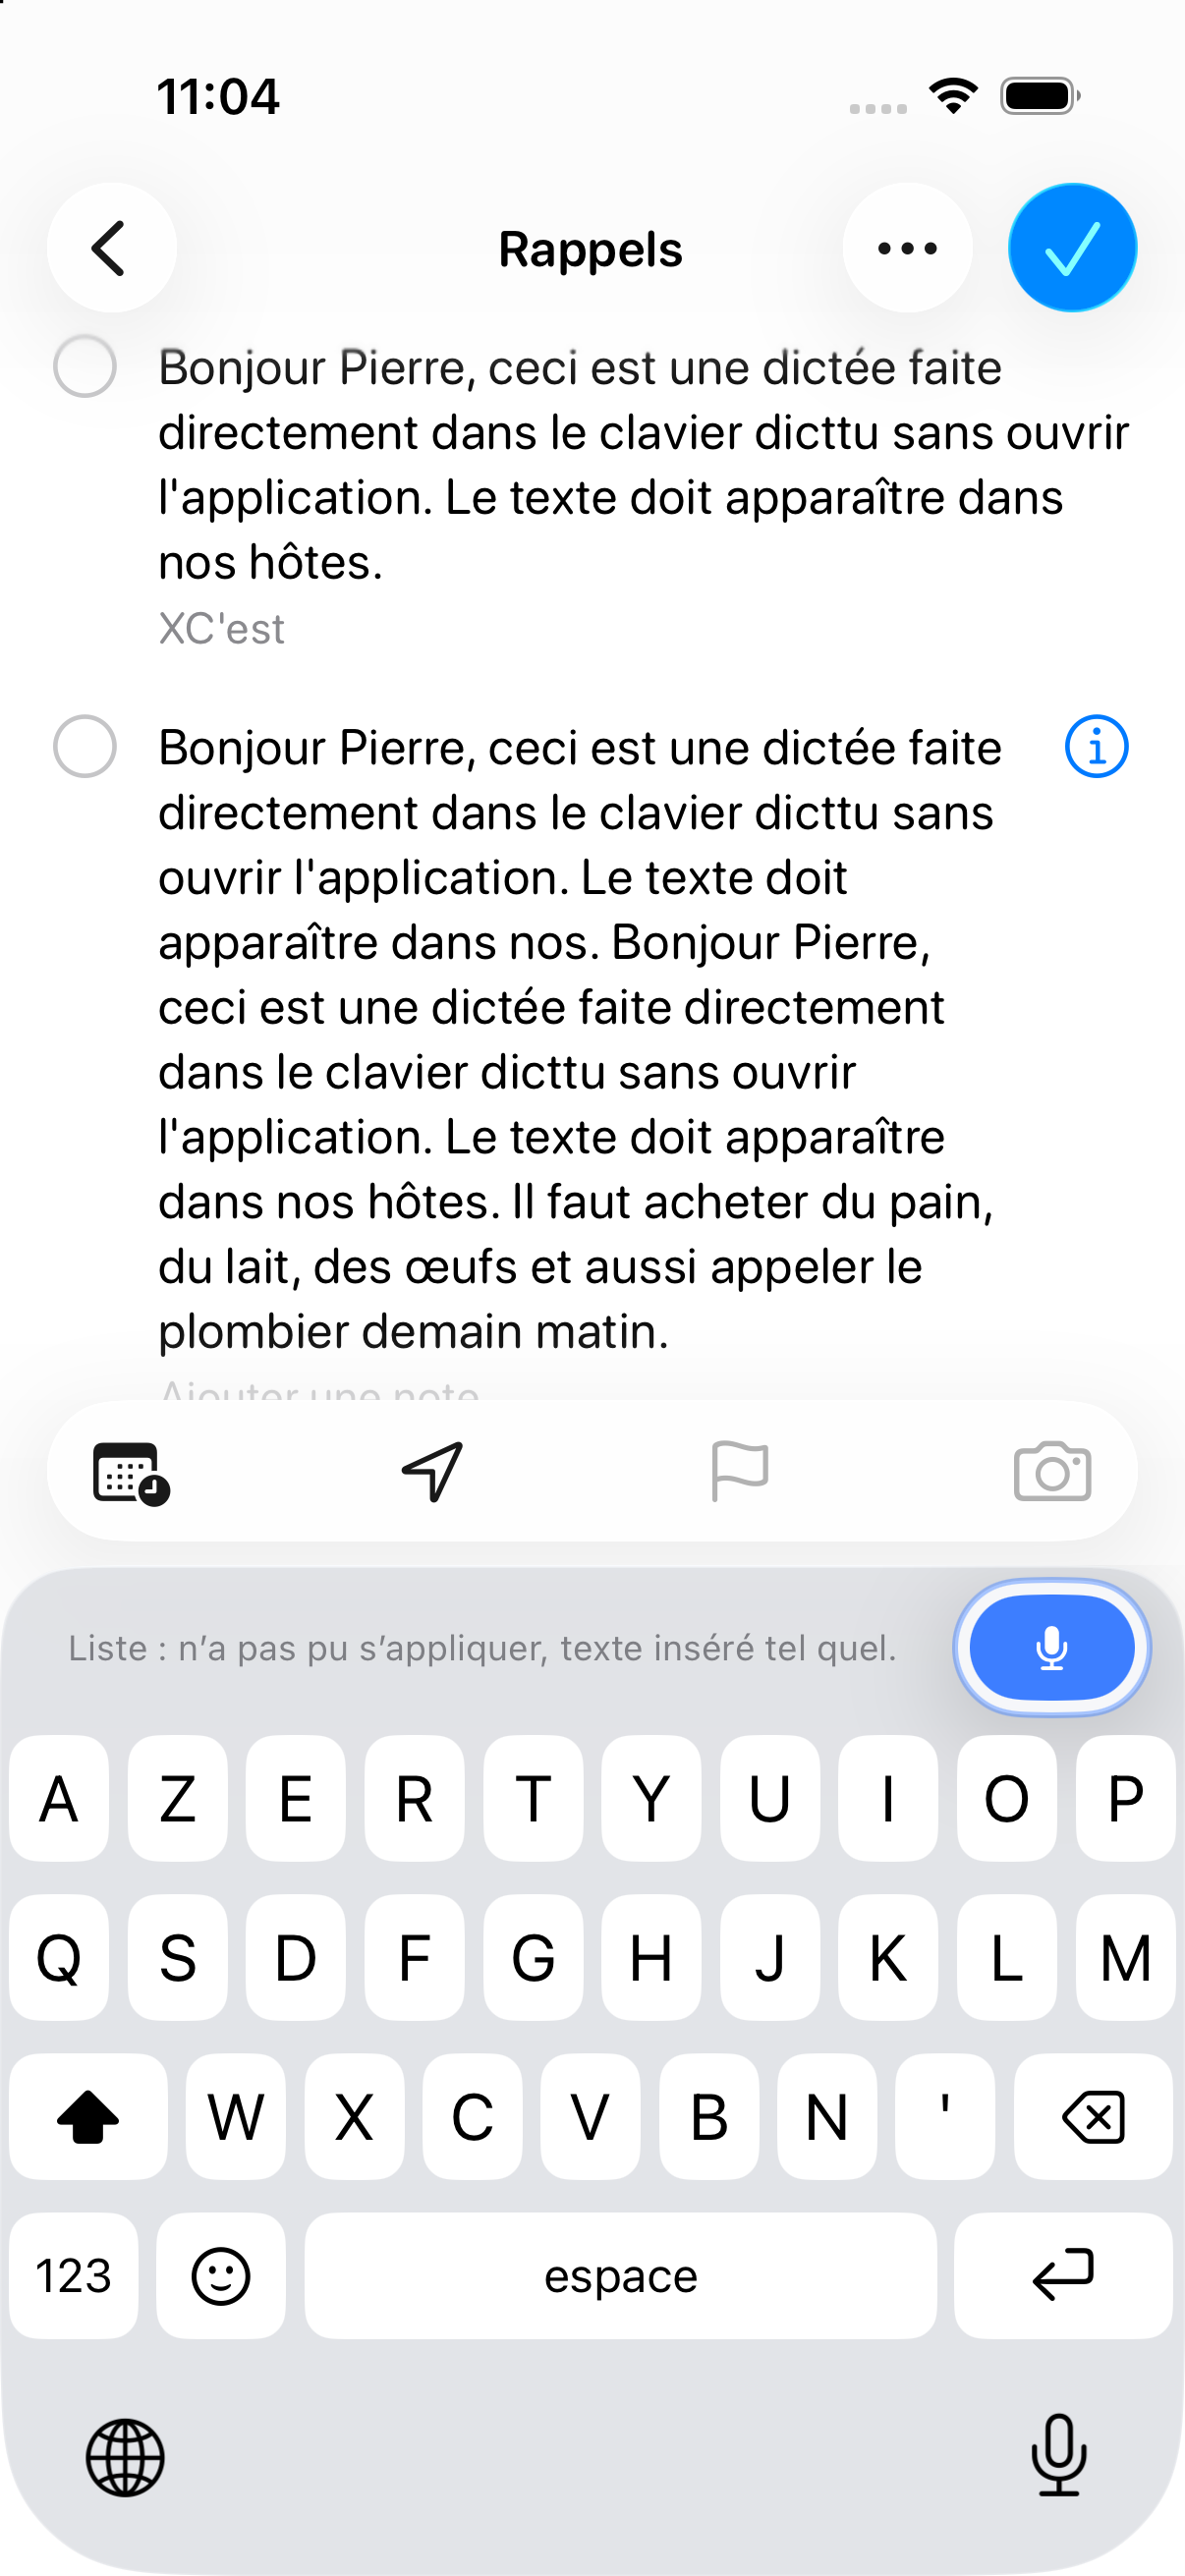 11:04
Rappels
Bonjour Pierre, ceci est une dictée faite
directement dans le clavier dicttu sans ouvrir
l'application. Le texte doit apparaître dans
nos hôtes.
XC'est
Bonjour Pierre, ceci est une dictée faite
directement dans le clavier dicttu sans
ouvrir l'application. Le texte doit
apparaître dans nos. Bonjour Pierre,
ceci est une dictée faite directement
dans le clavier dicttu sans ouvrir
l'application. Le texte doit apparaître
dans nos hôtes. Il faut acheter du pain,
du lait, des œufs et aussi appeler le
plombier demain matin.
Ajouter une note
Liste : n’a pas pu s’appliquer, texte inséré tel quel.
A Z E R T Y U I O P
Q S D F G H J K L M
W X C V B N '
123 espace